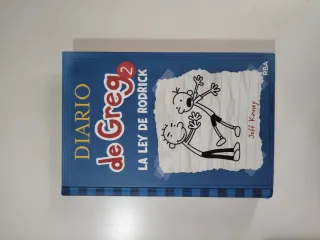 DIARIO
de Greg 2
LA LEY DE RODRICK
Jeff Kinney
RBA